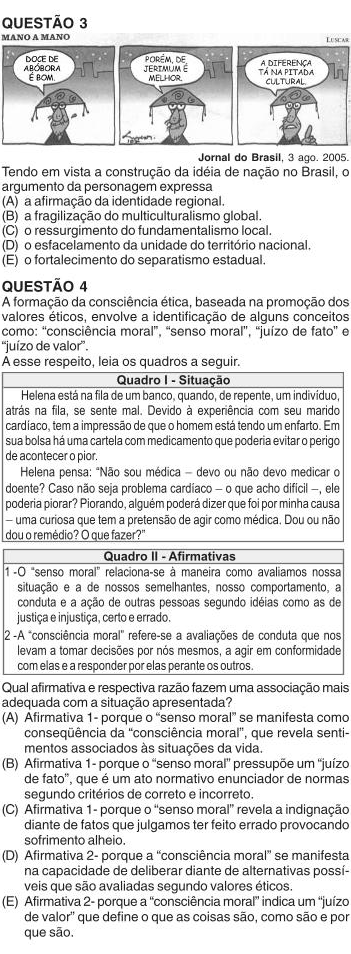 QUESTÃO 3
MANO A MANO
LUSCAR
DOCE DE
ABÓBORA
É BOM.
PORÉM, DE
JERIMUM É
MELHOR.
A DIFERENÇA
TÁ NA PITADA
CULTURAL.
Jornal do Brasil, 3 ago. 2005.
Tendo em vista a construção da idéia de nação no Brasil, o
argumento da personagem expressa
(A) a afirmação da identidade regional.
(B) a fragilização do multiculturalismo global.
(C) o ressurgimento do fundamentalismo local.
(D) o esfacelamento da unidade do território nacional.
(E) o fortalecimento do separatismo estadual.
QUESTÃO 4
A formação da consciência ética, baseada na promoção dos
valores éticos, envolve a identificação de alguns conceitos
como: “consciência moral”, “senso moral”, “juízo de fato” e
“juízo de valor”.
A esse respeito, leia os quadros a seguir.
Quadro I - Situação
Helena está na fila de um banco, quando, de repente, um indivíduo,
atrás na fila, se sente mal. Devido à experiência com seu marido
cardíaco, tem a impressão de que o homem está tendo um enfarto. Em
sua bolsa há uma cartela com medicamento que poderia evitar o perigo
de acontecer o pior.
Helena pensa: “Não sou médica – devo ou não devo medicar o
doente? Caso não seja problema cardíaco – o que acho difícil –, ele
poderia piorar? Piorando, alguém poderá dizer que foi por minha causa
– uma curiosa que tem a pretensão de agir como médica. Dou ou não
dou o remédio? O que fazer?”
Quadro II - Afirmativas
1 -O “senso moral” relaciona-se à maneira como avaliamos nossa
situação e a de nossos semelhantes, nosso comportamento, a
conduta e a ação de outras pessoas segundo idéias como as de
justiça e injustiça, certo e errado.
2 -A “consciência moral” refere-se a avaliações de conduta que nos
levam a tomar decisões por nós mesmos, a agir em conformidade
com elas e a responder por elas perante os outros.
Qual afirmativa e respectiva razão fazem uma associação mais
adequada com a situação apresentada?
(A) Afirmativa 1- porque o “senso moral” se manifesta como
conseqüência da “consciência moral”, que revela senti-
mentos associados às situações da vida.
(B) Afirmativa 1- porque o “senso moral” pressupõe um “juízo
de fato”, que é um ato normativo enunciador de normas
segundo critérios de correto e incorreto.
(C) Afirmativa 1- porque o “senso moral” revela a indignação
diante de fatos que julgamos ter feito errado provocando
sofrimento alheio.
(D) Afirmativa 2- porque a “consciência moral” se manifesta
na capacidade de deliberar diante de alternativas possí-
veis que são avaliadas segundo valores éticos.
(E) Afirmativa 2- porque a “consciência moral” indica um “juízo
de valor” que define o que as coisas são, como são e por
que são.